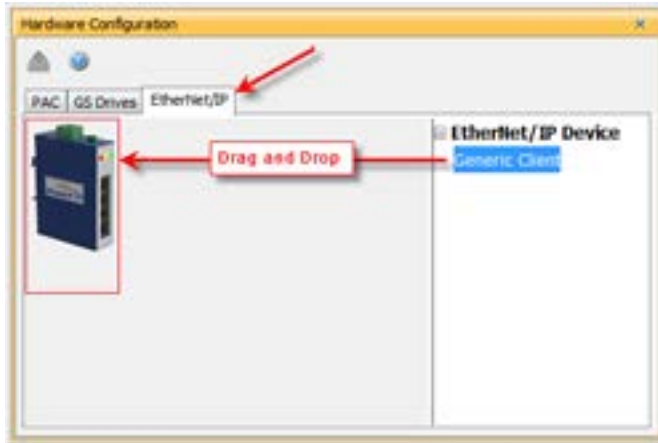 Hardware Configuration
PAC
GS Drives
EtherNet/IP
EtherNet/IP Device
Generic Client
Drag and Drop